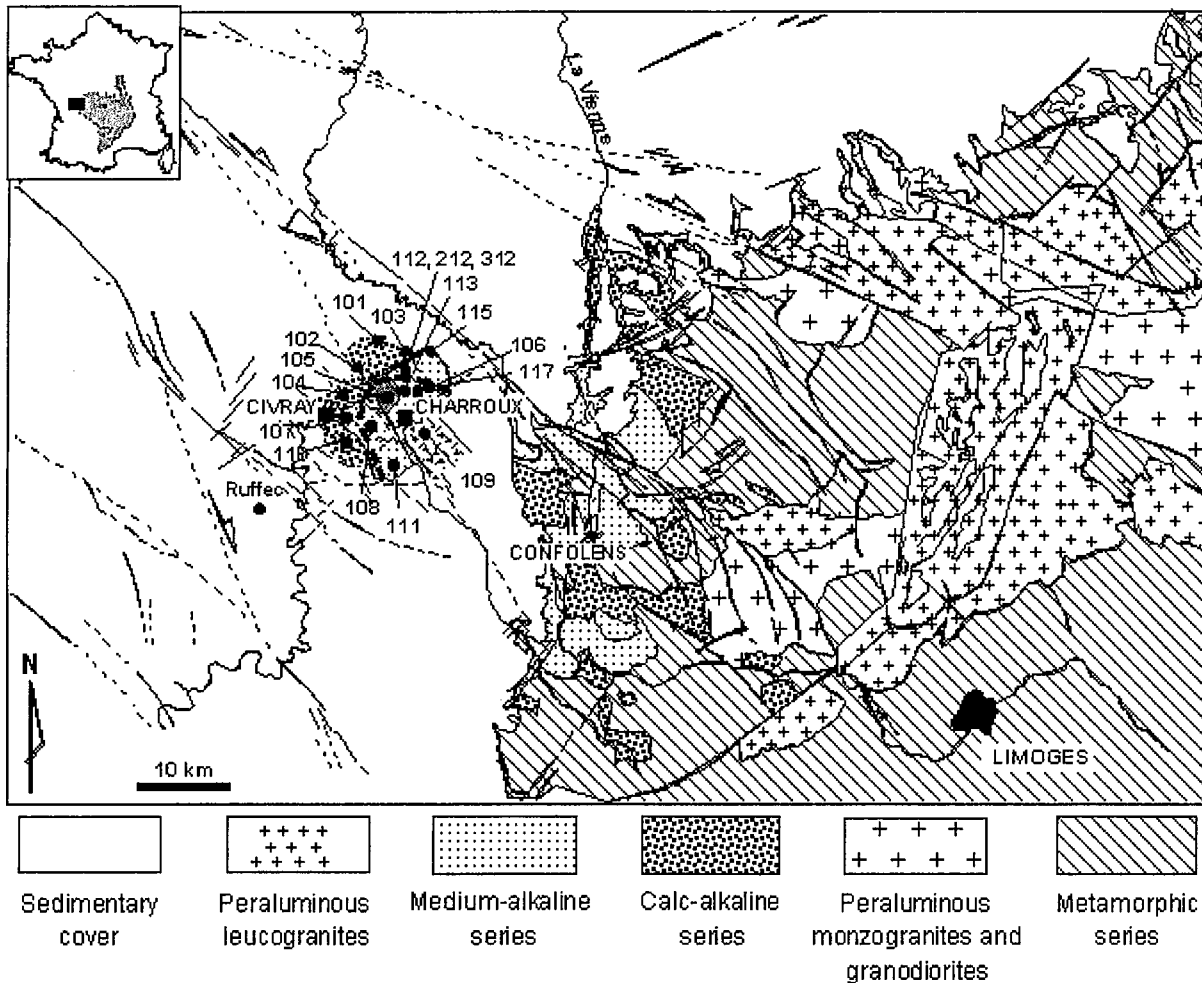 La Vienne
112, 212, 312
113
101
103
115
102
106
105
117
104
CIVRAY
CHARROUX
107
Ruffec
109
108
111
CONFOLENS
N
10 km
LIMOGES
Sedimentary
cover
Peraluminous
leucogranites
Medium-alkaline
series
Calc-alkaline
series
Peraluminous
monzogranites and
granodiorites
Metamorphic
series